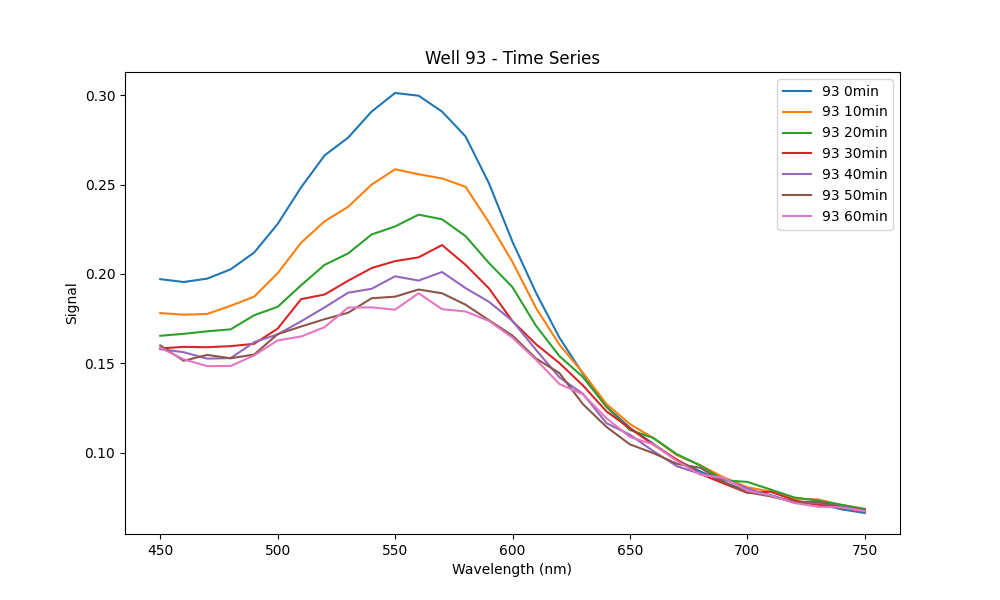 Well 93 - Time Series
93 0min
93 10min
93 20min
93 30min
93 40min
93 50min
93 60min
0.30
0.25
0.20
0.15
0.10
Signal
450 500 550 600 650 700 750
Wavelength (nm)